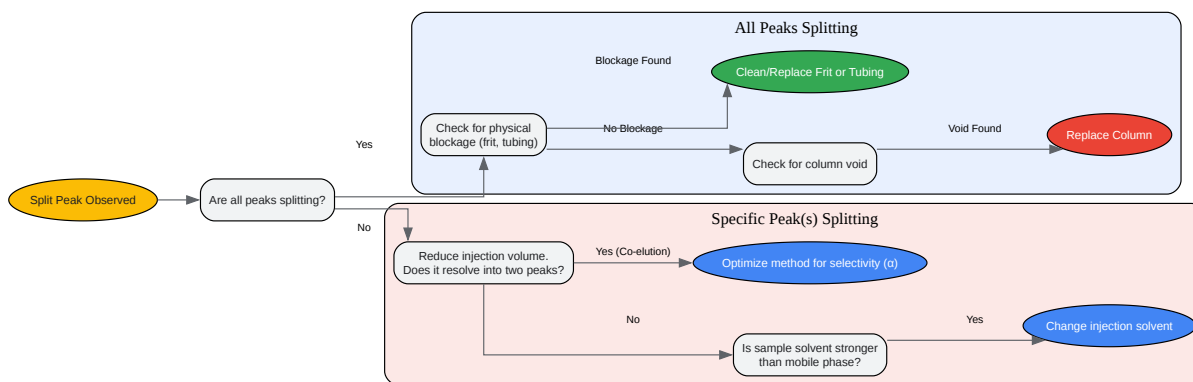 All Peaks Splitting
Blockage Found
Clean/Replace Frit or Tubing
Check for physical
blockage (frit, tubing)
No Blockage
Void Found
Replace Column
Yes
Check for column void
Split Peak Observed
Are all peaks splitting?
Specific Peak(s) Splitting
No
Reduce injection volume.
Does it resolve into two peaks?
Yes (Co-elution)
Optimize method for selectivity (α)
No
Yes
Change injection solvent
Is sample solvent stronger
than mobile phase?